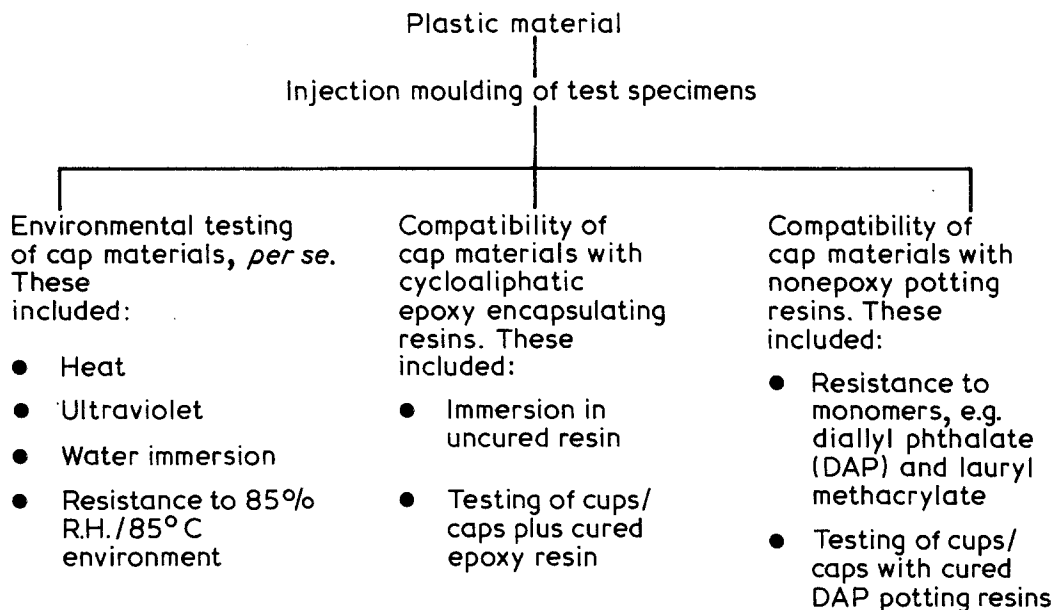 Plastic material
Injection moulding of test specimens
Environmental testing
of cap materials, per se.
These
included:
● Heat
● Ultraviolet
● Water immersion
● Resistance to 85%
R.H./85°C
environment
Compatibility of
cap materials with
cycloaliphatic
epoxy encapsulating
resins. These
included:
● Immersion in
uncured resin
● Testing of cups/
caps plus cured
epoxy resin
Compatibility of
cap materials with
nonepoxy potting
resins. These
included:
● Resistance to
monomers, e.g.
diallyl phthalate
(DAP) and lauryl
methacrylate
● Testing of cups/
caps with cured
DAP potting resins